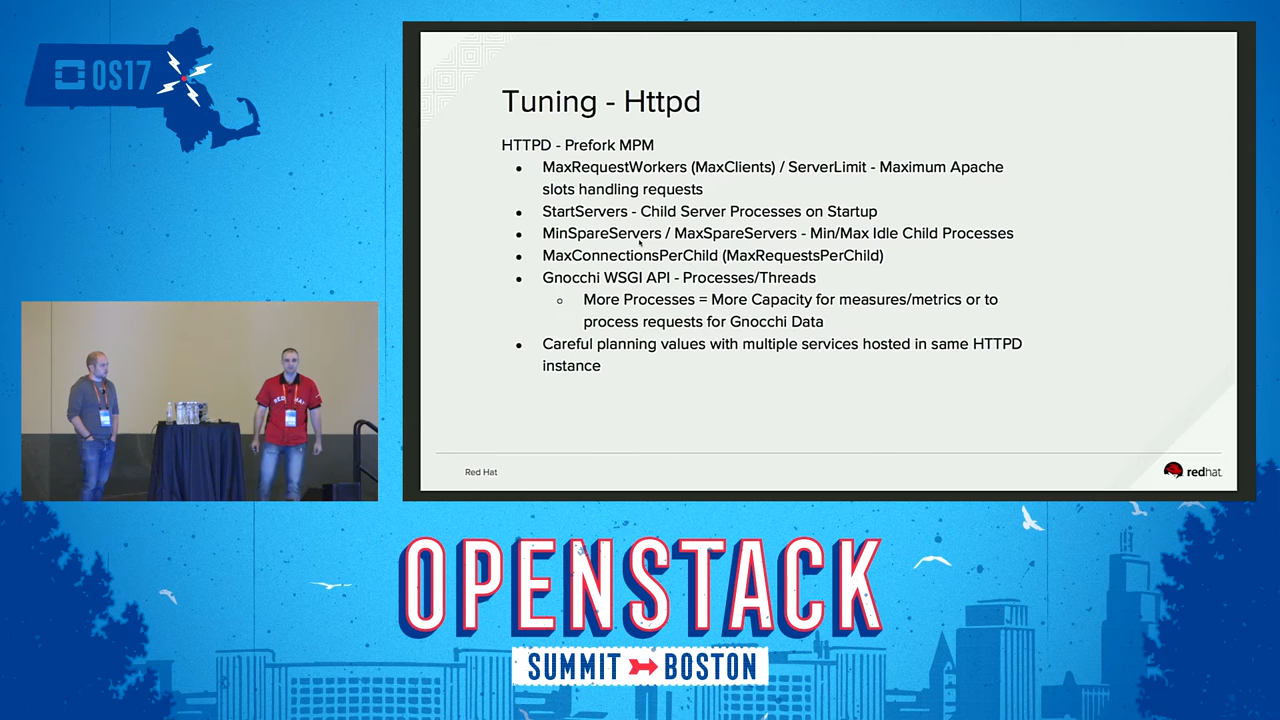 OS17
Tuning - Httpd
HTTPD - Prefork MPM
• MaxRequestWorkers (MaxClients) / ServerLimit - Maximum Apache
slots handling requests
• StartServers - Child Server Processes on Startup
• MinSpareServers / MaxSpareServers - Min/Max Idle Child Processes
• MaxConnectionsPerChild (MaxRequestsPerChild)
• Gnocchi WSGI API - Processes/Threads
○ More Processes = More Capacity for measures/metrics or to
process requests for Gnocchi Data
• Careful planning values with multiple services hosted in same HTTPD
instance
Red Hat
redhat.
OPENSTACK
SUMMIT BOSTON